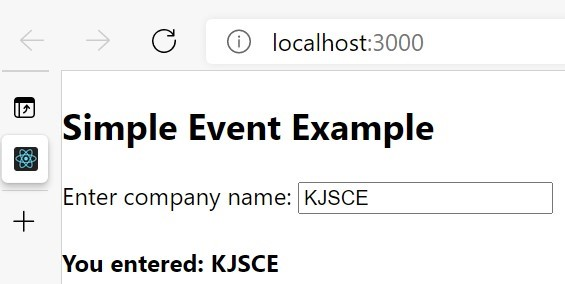 localhost:3000
Simple Event Example
Enter company name: KJSCE
You entered: KJSCE